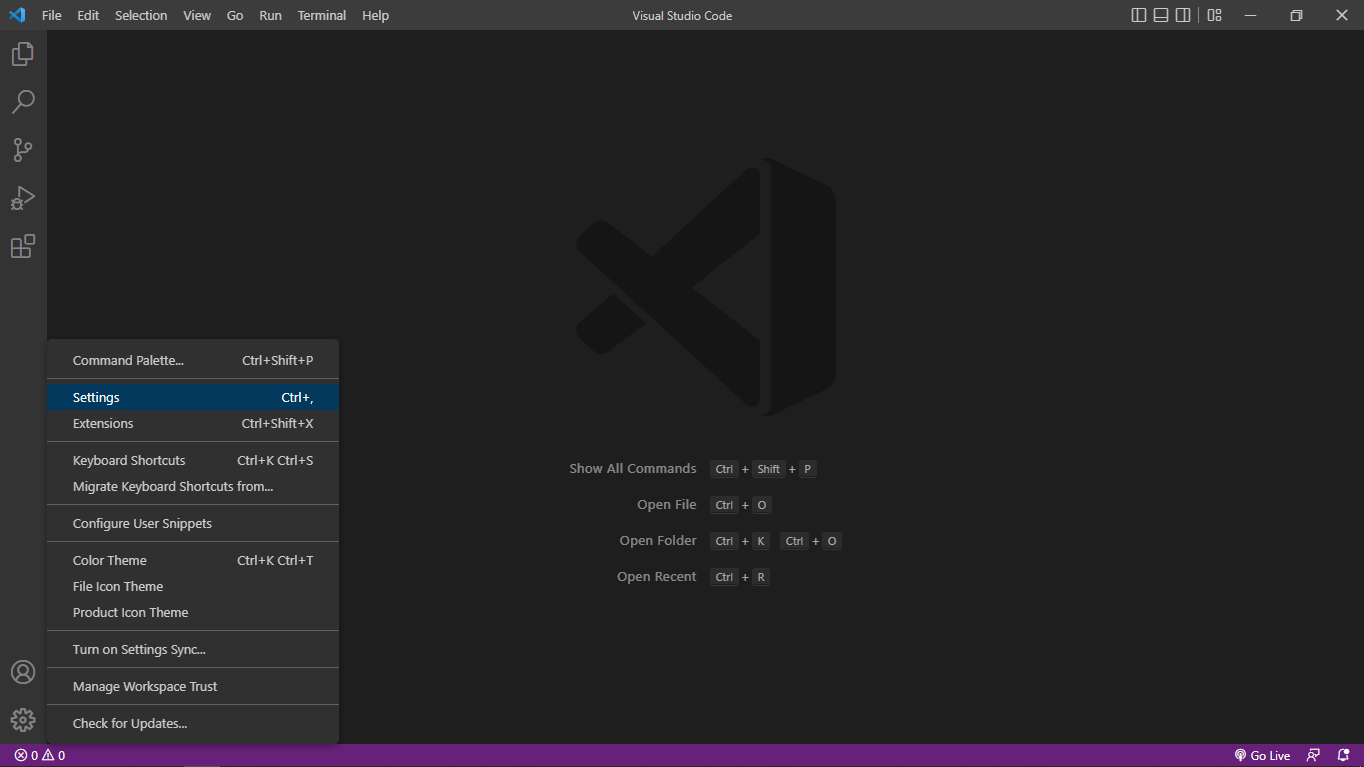 File Edit Selection View Go Run Terminal Help Visual Studio Code
Command Palette... Ctrl+Shift+P
Settings Ctrl+,
Extensions Ctrl+Shift+X
Keyboard Shortcuts Ctrl+K Ctrl+S
Migrate Keyboard Shortcuts from...
Configure User Snippets
Color Theme Ctrl+K Ctrl+T
File Icon Theme
Product Icon Theme
Turn on Settings Sync...
Manage Workspace Trust
Check for Updates...
Show All Commands Ctrl + Shift + P
Open File Ctrl + O
Open Folder Ctrl + K Ctrl + O
Open Recent Ctrl + R
0 0 Go Live